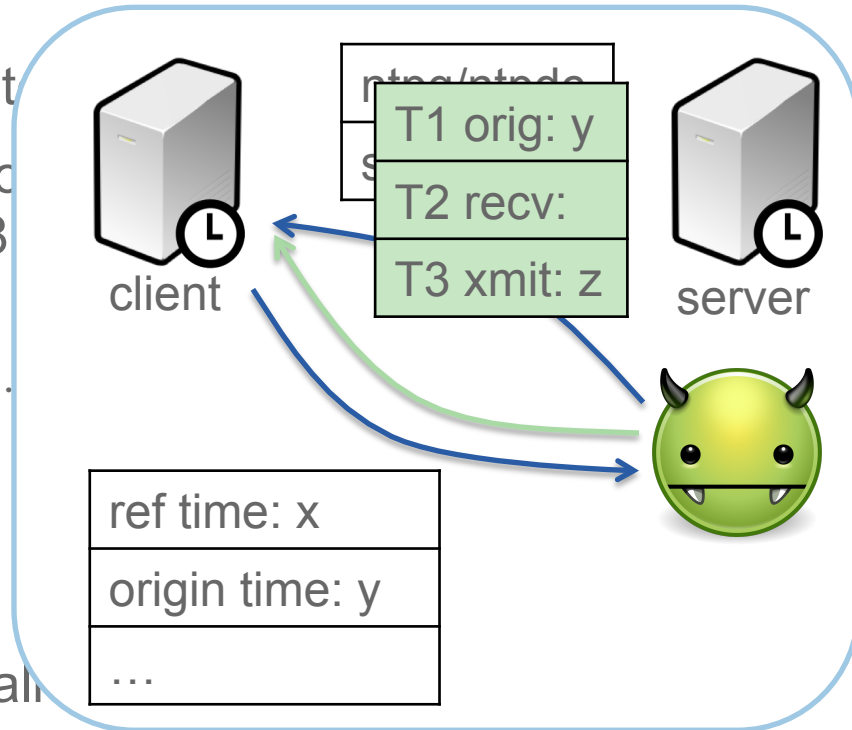 T1 orig: y
T2 recv:
T3 xmit: z
client
server
ref time: x
origin time: y
…